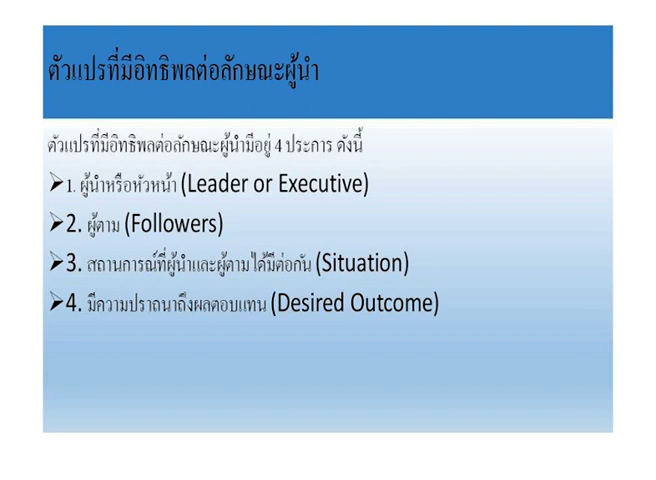 ตัวแปรที่มีอิทธิพลต่อลักษณะผู้นำ
ตัวแปรที่มีอิทธิพลต่อลักษณะผู้นำมีอยู่ 4 ประการ ดังนี้
➢1. ผู้นำหรือหัวหน้า (Leader or Executive)
➢2. ผู้ตาม (Followers)
➢3. สถานการณ์ที่ผู้นำและผู้ตามได้มีต่อกัน (Situation)
➢4. มีความปราถนาถึงผลตอบแทน (Desired Outcome)